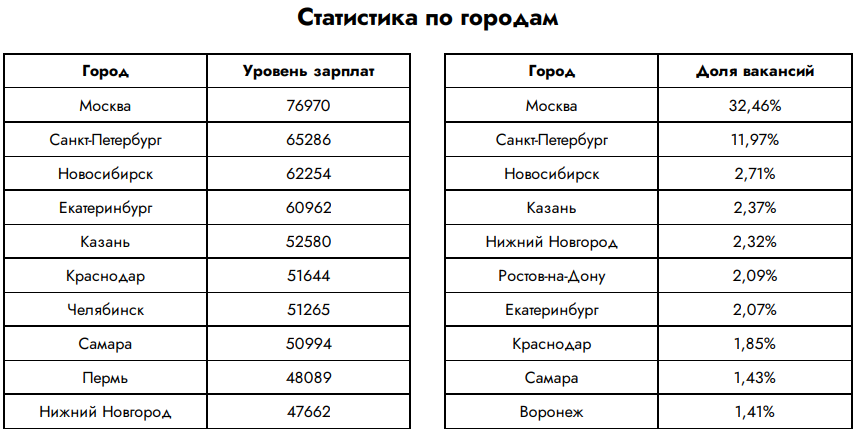 Статистика по городам
Город Уровень зарплат
Москва 76970
Санкт-Петербург 65286
Новосибирск 62254
Екатеринбург 60962
Казань 52580
Краснодар 51644
Челябинск 51265
Самара 50994
Пермь 48089
Нижний Новгород 47662
Город Доля вакансий
Москва 32,46%
Санкт-Петербург 11,97%
Новосибирск 2,71%
Казань 2,37%
Нижний Новгород 2,32%
Ростов-на-Дону 2,09%
Екатеринбург 2,07%
Краснодар 1,85%
Самара 1,43%
Воронеж 1,41%